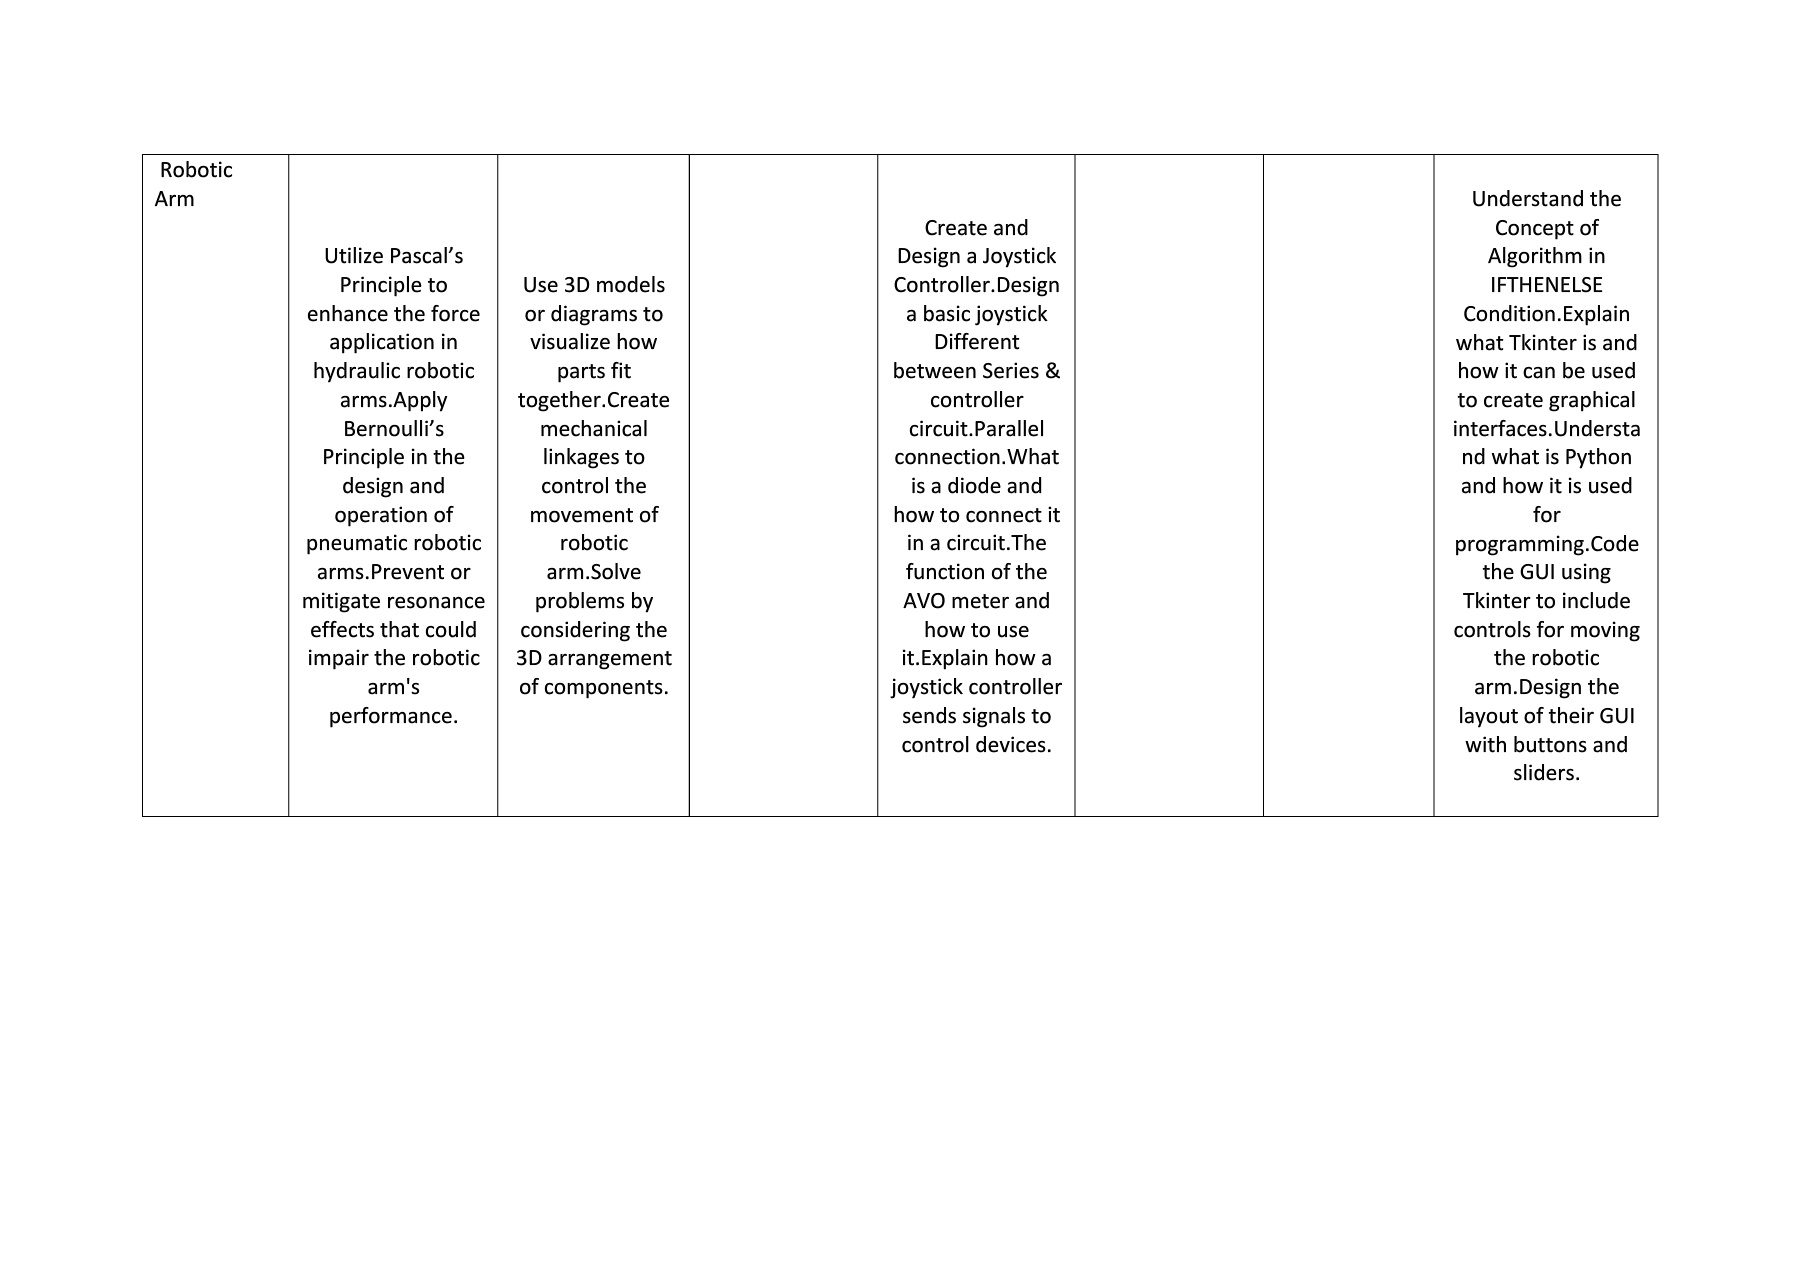 Robotic
Arm
Utilize Pascal’s
Principle to
enhance the force
application in
hydraulic robotic
arms.Apply
Bernoulli’s
Principle in the
design and
operation of
pneumatic robotic
arms.Prevent or
mitigate resonance
effects that could
impair the robotic
arm's
performance.
Use 3D models
or diagrams to
visualize how
parts fit
together.Create
mechanical
linkages to
control the
movement of
robotic
arm.Solve
problems by
considering the
3D arrangement
of components.
Create and
Design a Joystick
Controller.Design
a basic joystick
Different
between Series &
controller
circuit.Parallel
connection.What
is a diode and
how to connect it
in a circuit.The
function of the
AVO meter and
how to use
it.Explain how a
joystick controller
sends signals to
control devices.
Understand the
Concept of
Algorithm in
IFTHENELSE
Condition.Explain
what Tkinter is and
how it can be used
to create graphical
interfaces.Understa
nd what is Python
and how it is used
for
programming.Code
the GUI using
Tkinter to include
controls for moving
the robotic
arm.Design the
layout of their GUI
with buttons and
sliders.